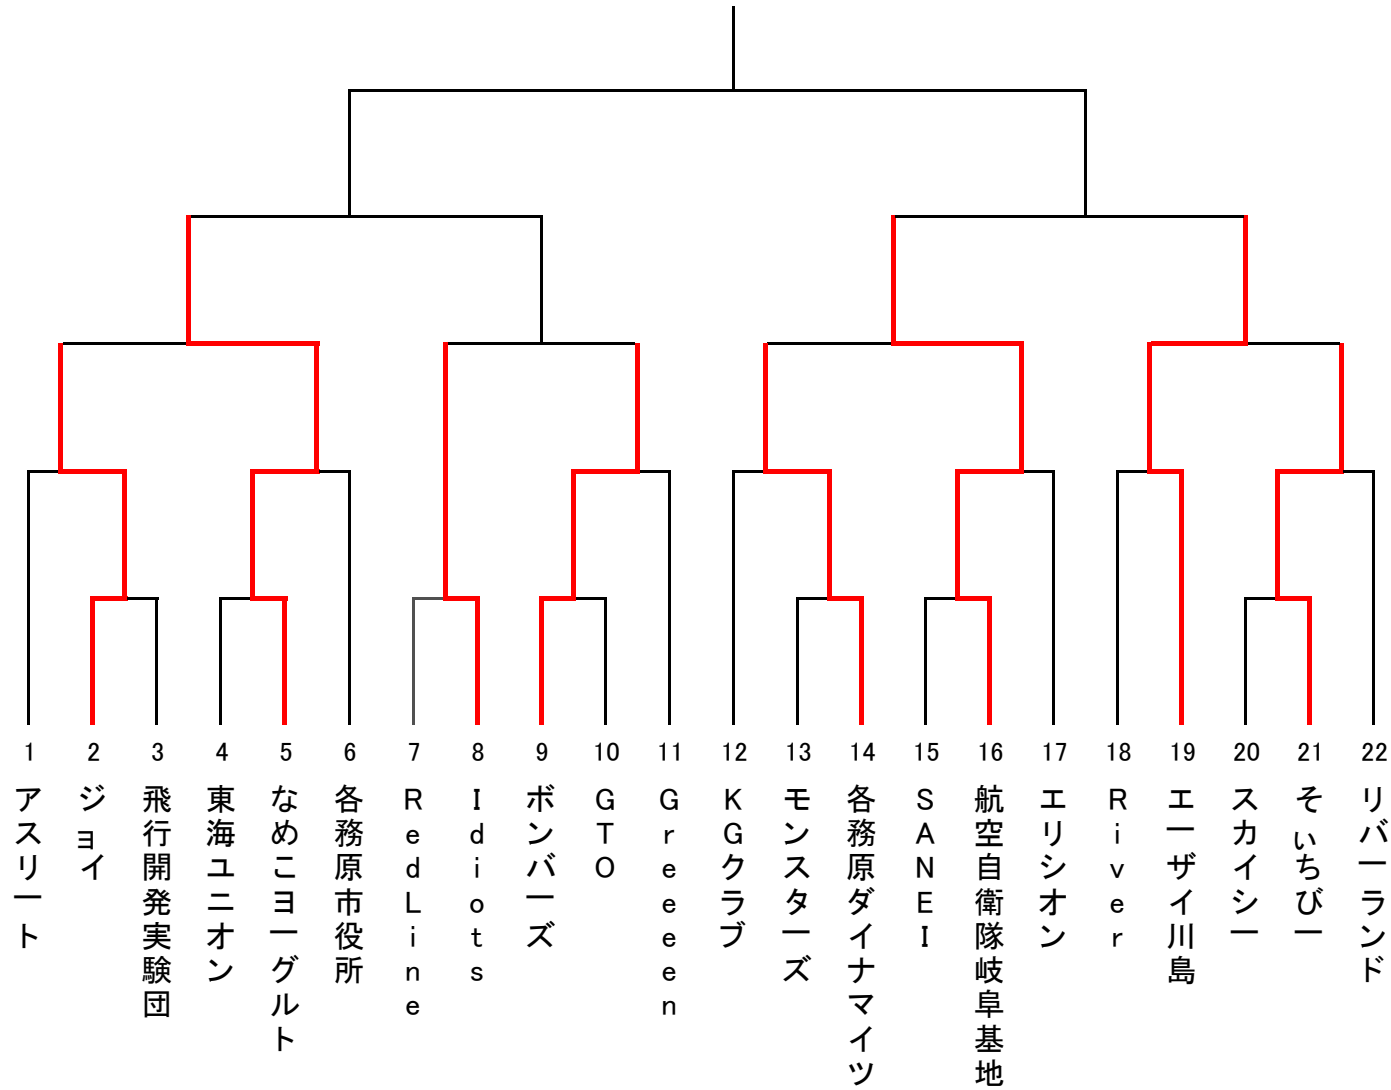 1
アスリート
2
ジョイ
3
飛行開発実験団
4
東海ユニオン
5
なめこヨーグルト
6
各務原市役所
7
RedLine
8
Idiots
9
ボンバーズ
10
GTO
11
Greeeen
12
KGクラブ
13
モンスターズ
14
各務原ダイナマイツ
15
SANEI
16
航空自衛隊岐阜基地
17
エリシオン
18
River
19
エーザイ川島
20
スカイシー
21
そいちびー
22
リバーランド